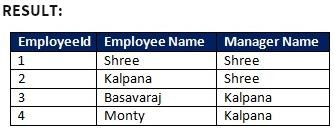 RESULT:
EmployeeId Employee Name Manager Name
1 Shree Shree
2 Kalpana Shree
3 Basavaraj Kalpana
4 Monty Kalpana